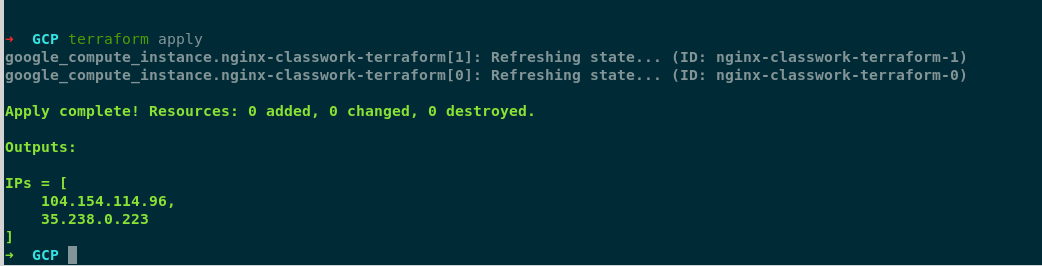 ➜  GCP terraform apply
google_compute_instance.nginx-classwork-terraform[1]: Refreshing state... (ID: nginx-classwork-terraform-1)
google_compute_instance.nginx-classwork-terraform[0]: Refreshing state... (ID: nginx-classwork-terraform-0)
Apply complete! Resources: 0 added, 0 changed, 0 destroyed.
Outputs:
IPs = [
    104.154.114.96,
    35.238.0.223
]
➜  GCP